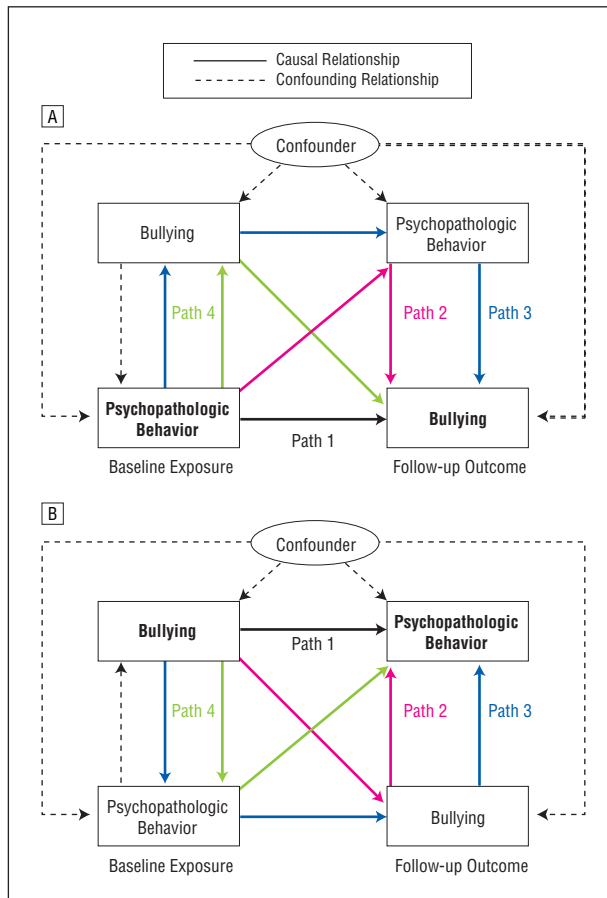 Causal Relationship
Confounding Relationship
A
Confounder
Bullying
Psychopathologic
Behavior
Path 4
Path 2
Path 3
Psychopathologic
Behavior
Path 1
Bullying
Baseline Exposure
Follow-up Outcome
B
Confounder
Bullying
Path 1
Psychopathologic
Behavior
Path 4
Path 2
Path 3
Psychopathologic
Behavior
Bullying
Baseline Exposure
Follow-up Outcome